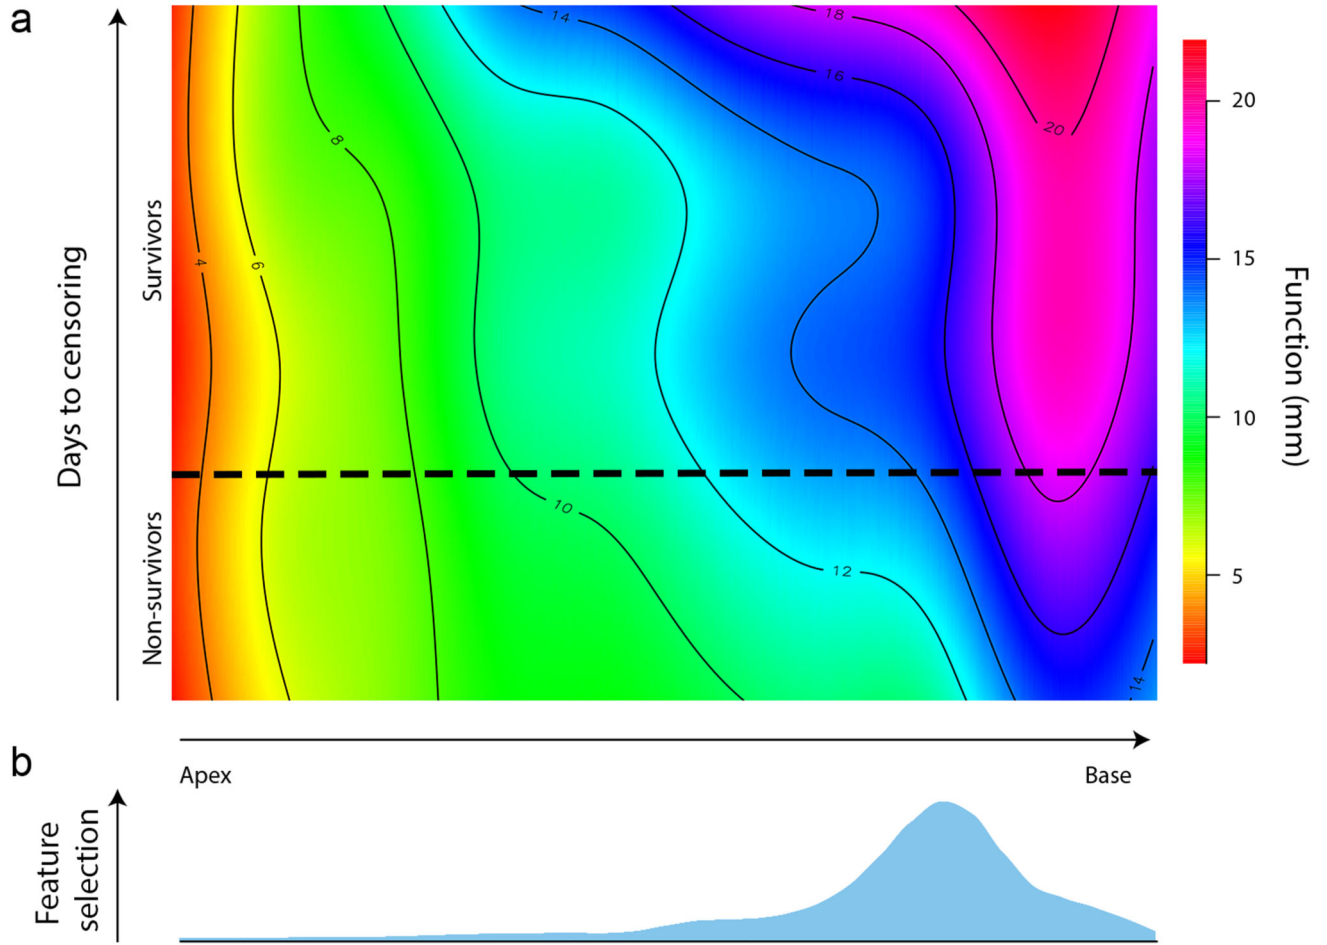 a
14
18
16
20
8
4
6
10
12
14
Survivors
Non-survivors
Days to censoring
20
15
10
5
Function (mm)
Apex
Base
b
Feature
selection